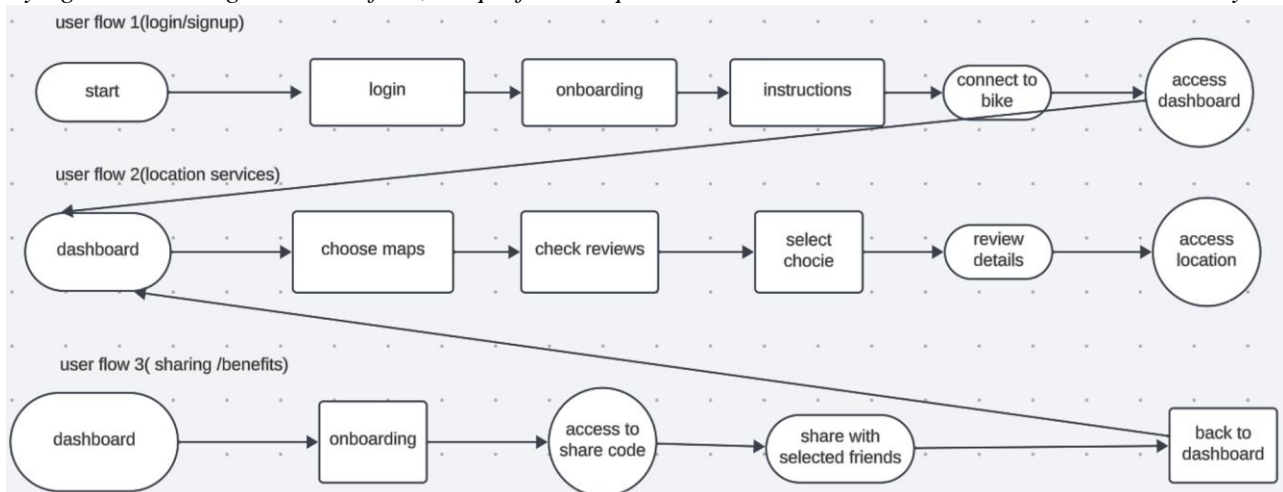 user flow 1(login/signup)
start
login
onboarding
instructions
connect to
bike
access
dashboard
user flow 2(location services)
dashboard
choose maps
check reviews
select
chocie
review
details
access
location
user flow 3( sharing /benefits)
dashboard
onboarding
access to
share code
share with
selected friends
back to
dashboard